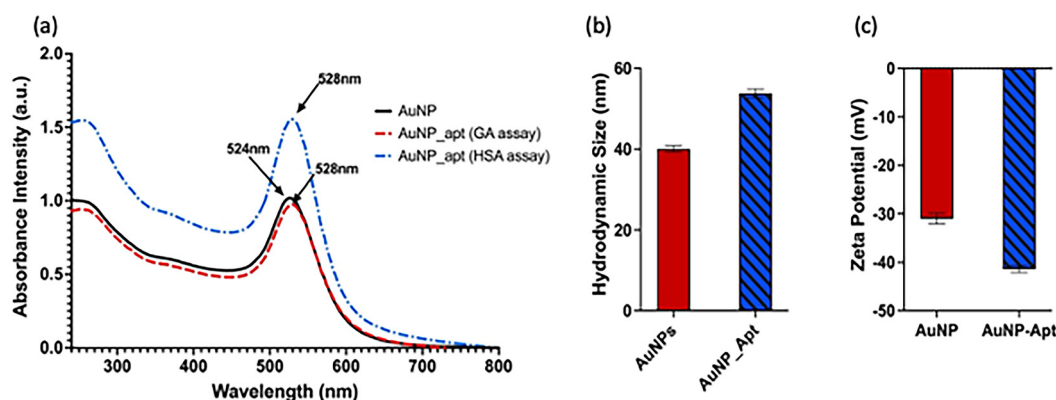 (a)
Absorbance Intensity (a.u.)
2.0
1.5
1.0
0.5
0.0
300
400
500
600
700
800
Wavelength (nm)
528nm
524nm
528nm
AuNP
AuNP_apt (GA assay)
AuNP_apt (HSA assay)
(b)
Hydrodynamic Size (nm)
60
40
20
0
AuNPs
AuNP_Apt
(c)
Zeta Potential (mV)
0
-10
-20
-30
-40
-50
AuNP
AuNP-Apt